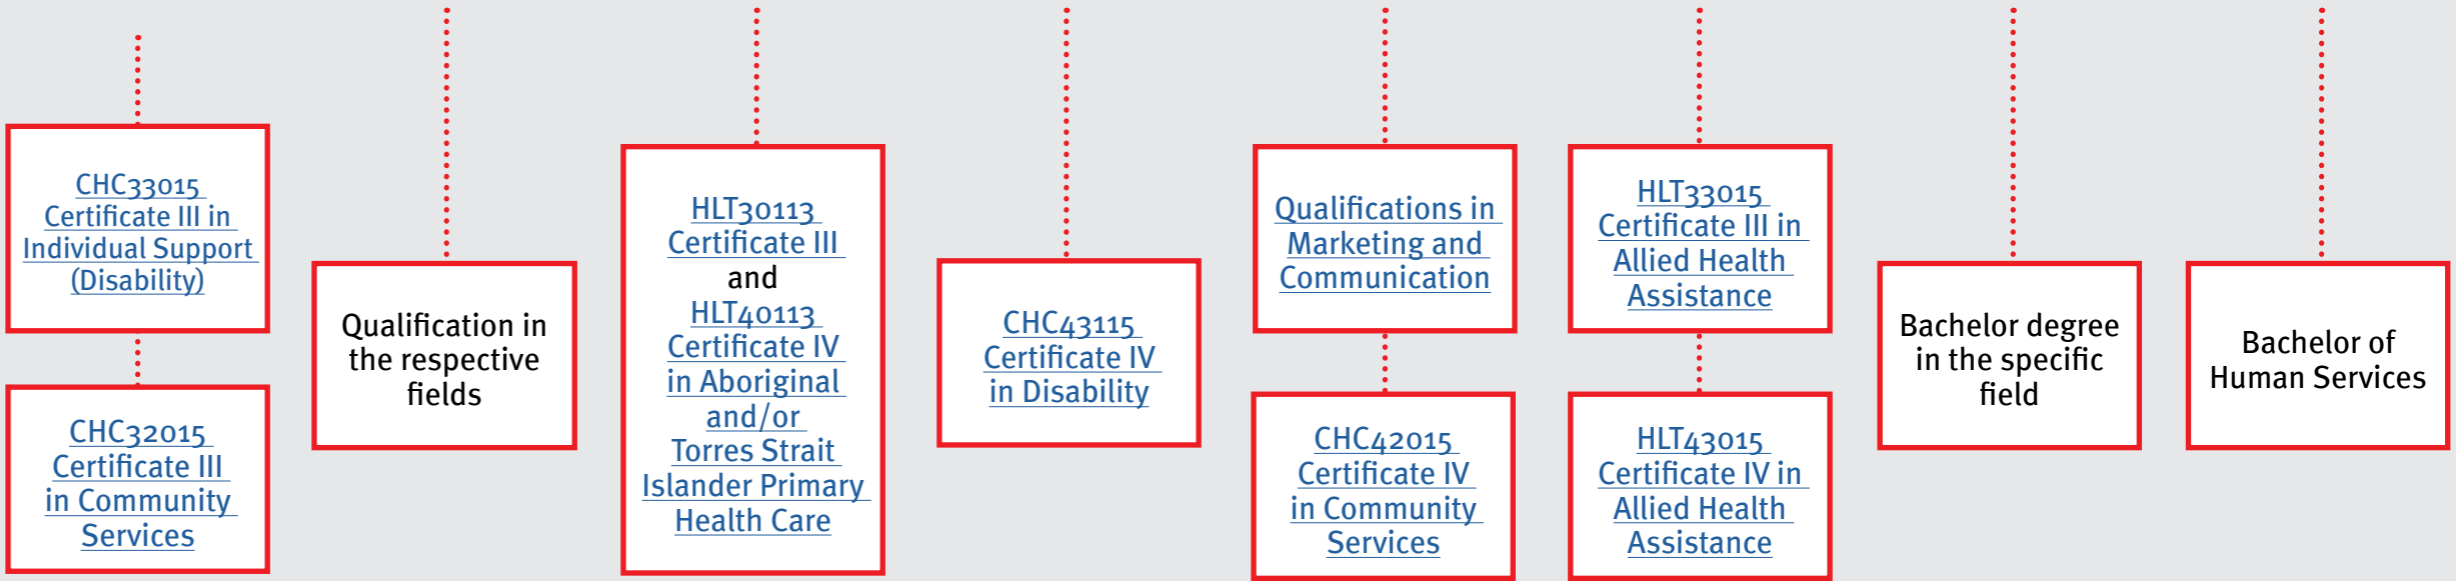 CHC33015
Certificate III in
Individual Support
(Disability)
CHC32015
Certificate III
in Community
Services
Qualification in
the respective
fields
HLT30113
Certificate III
and
HLT40113
Certificate IV
in Aboriginal
and/or
Torres Strait
Islander Primary
Health Care
CHC43115
Certificate IV
in Disability
Qualifications in
Marketing and
Communication
CHC42015
Certificate IV
in Community
Services
HLT33015
Certificate III in
Allied Health
Assistance
HLT43015
Certificate IV in
Allied Health
Assistance
Bachelor degree
in the specific
field
Bachelor of
Human Services